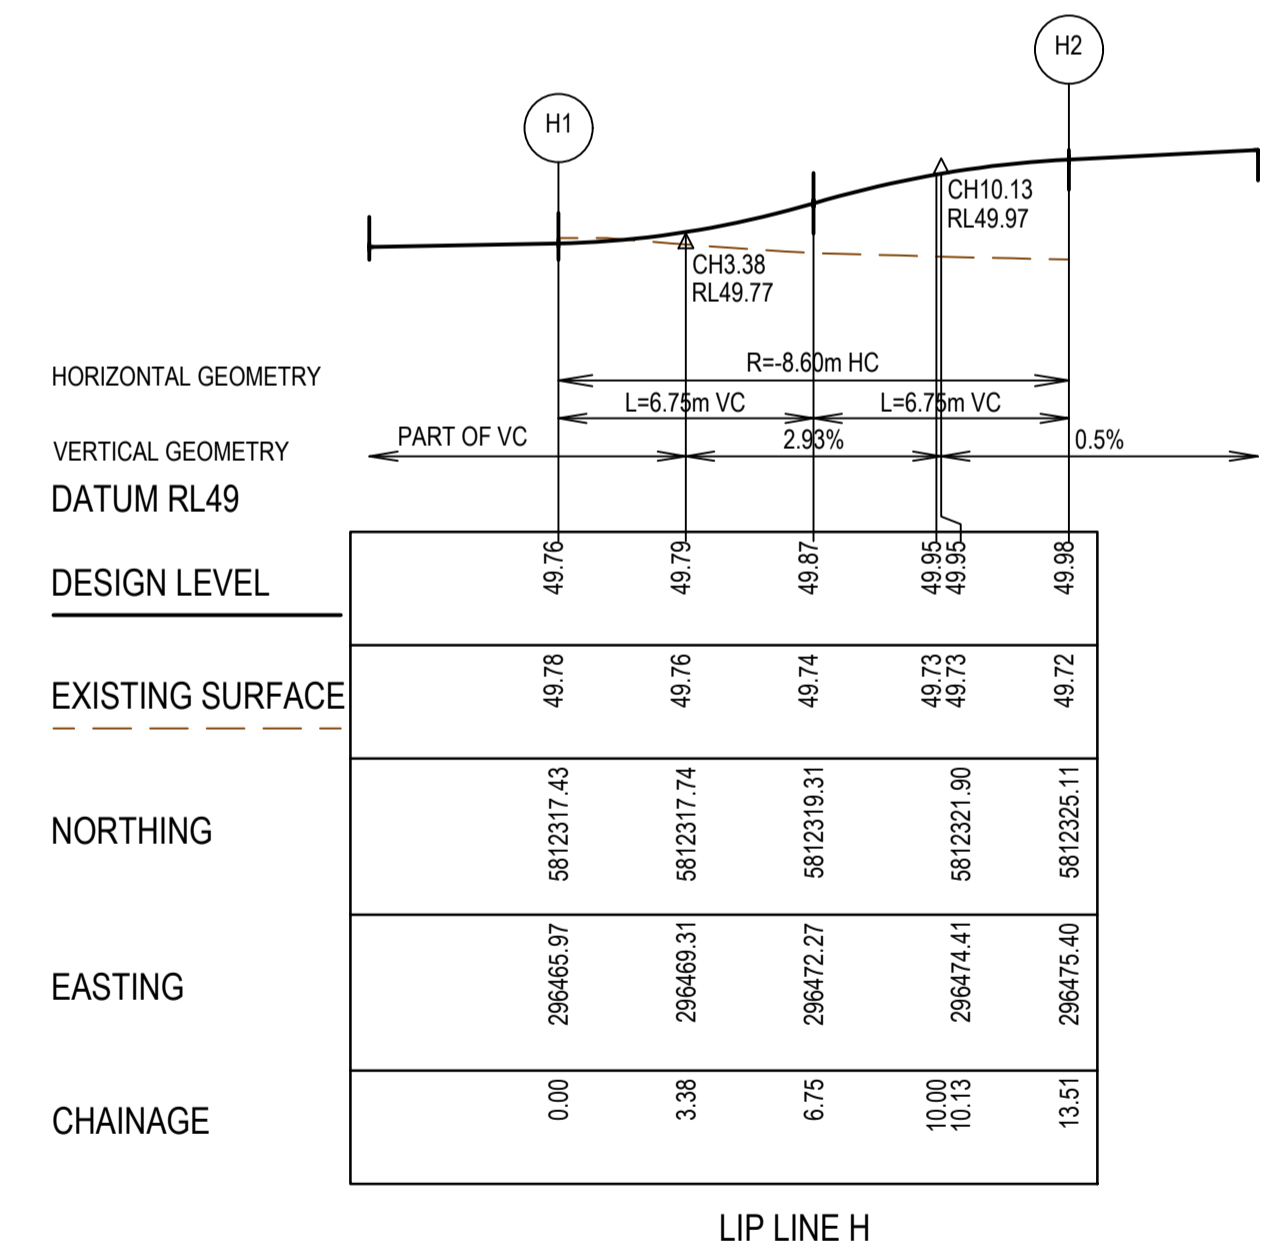 H2
H1
CH10.13
RL49.97
CH3.38
RL49.77
HORIZONTAL GEOMETRY
R=-8.60m HC
L=6.75m VC L=6.75m VC
VERTICAL GEOMETRY
PART OF VC 2.93% 0.5%
DATUM RL49
DESIGN LEVEL 49.76 49.79 49.87 49.95 49.95 49.98
EXISTING SURFACE 49.78 49.76 49.74 49.73 49.73 49.72
NORTHING 5812317.43 5812317.74 5812319.31 5812321.90 5812325.11
EASTING 296465.97 296469.31 296472.27 296474.41 296475.40
CHAINAGE 0.00 3.38 6.75 10.00 10.13 13.51
LIP LINE H